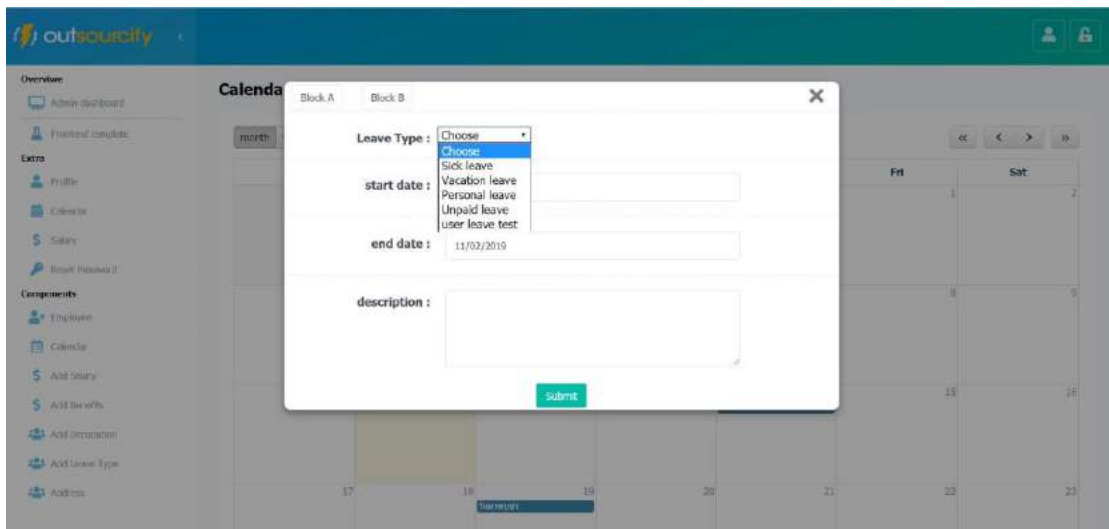 outsourcify
Overview
Admin dashboard
Frontend template
Extra
Profile
Calendar
Salary
Reset Password
Components
Employee
Calendar
Add Salary
Add Benefits
Add Occupation
Add Leave Type
Address
Calenda
month
« < > »
Fri Sat
Block A Block B ×
Leave Type : Choose
Choose
Sick leave
Vacation leave
Personal leave
Unpaid leave
user leave test
start date :
end date : 11/02/2019
description :
Submit
1 2
8 9
15 16
17 18 19 20 21 22 23